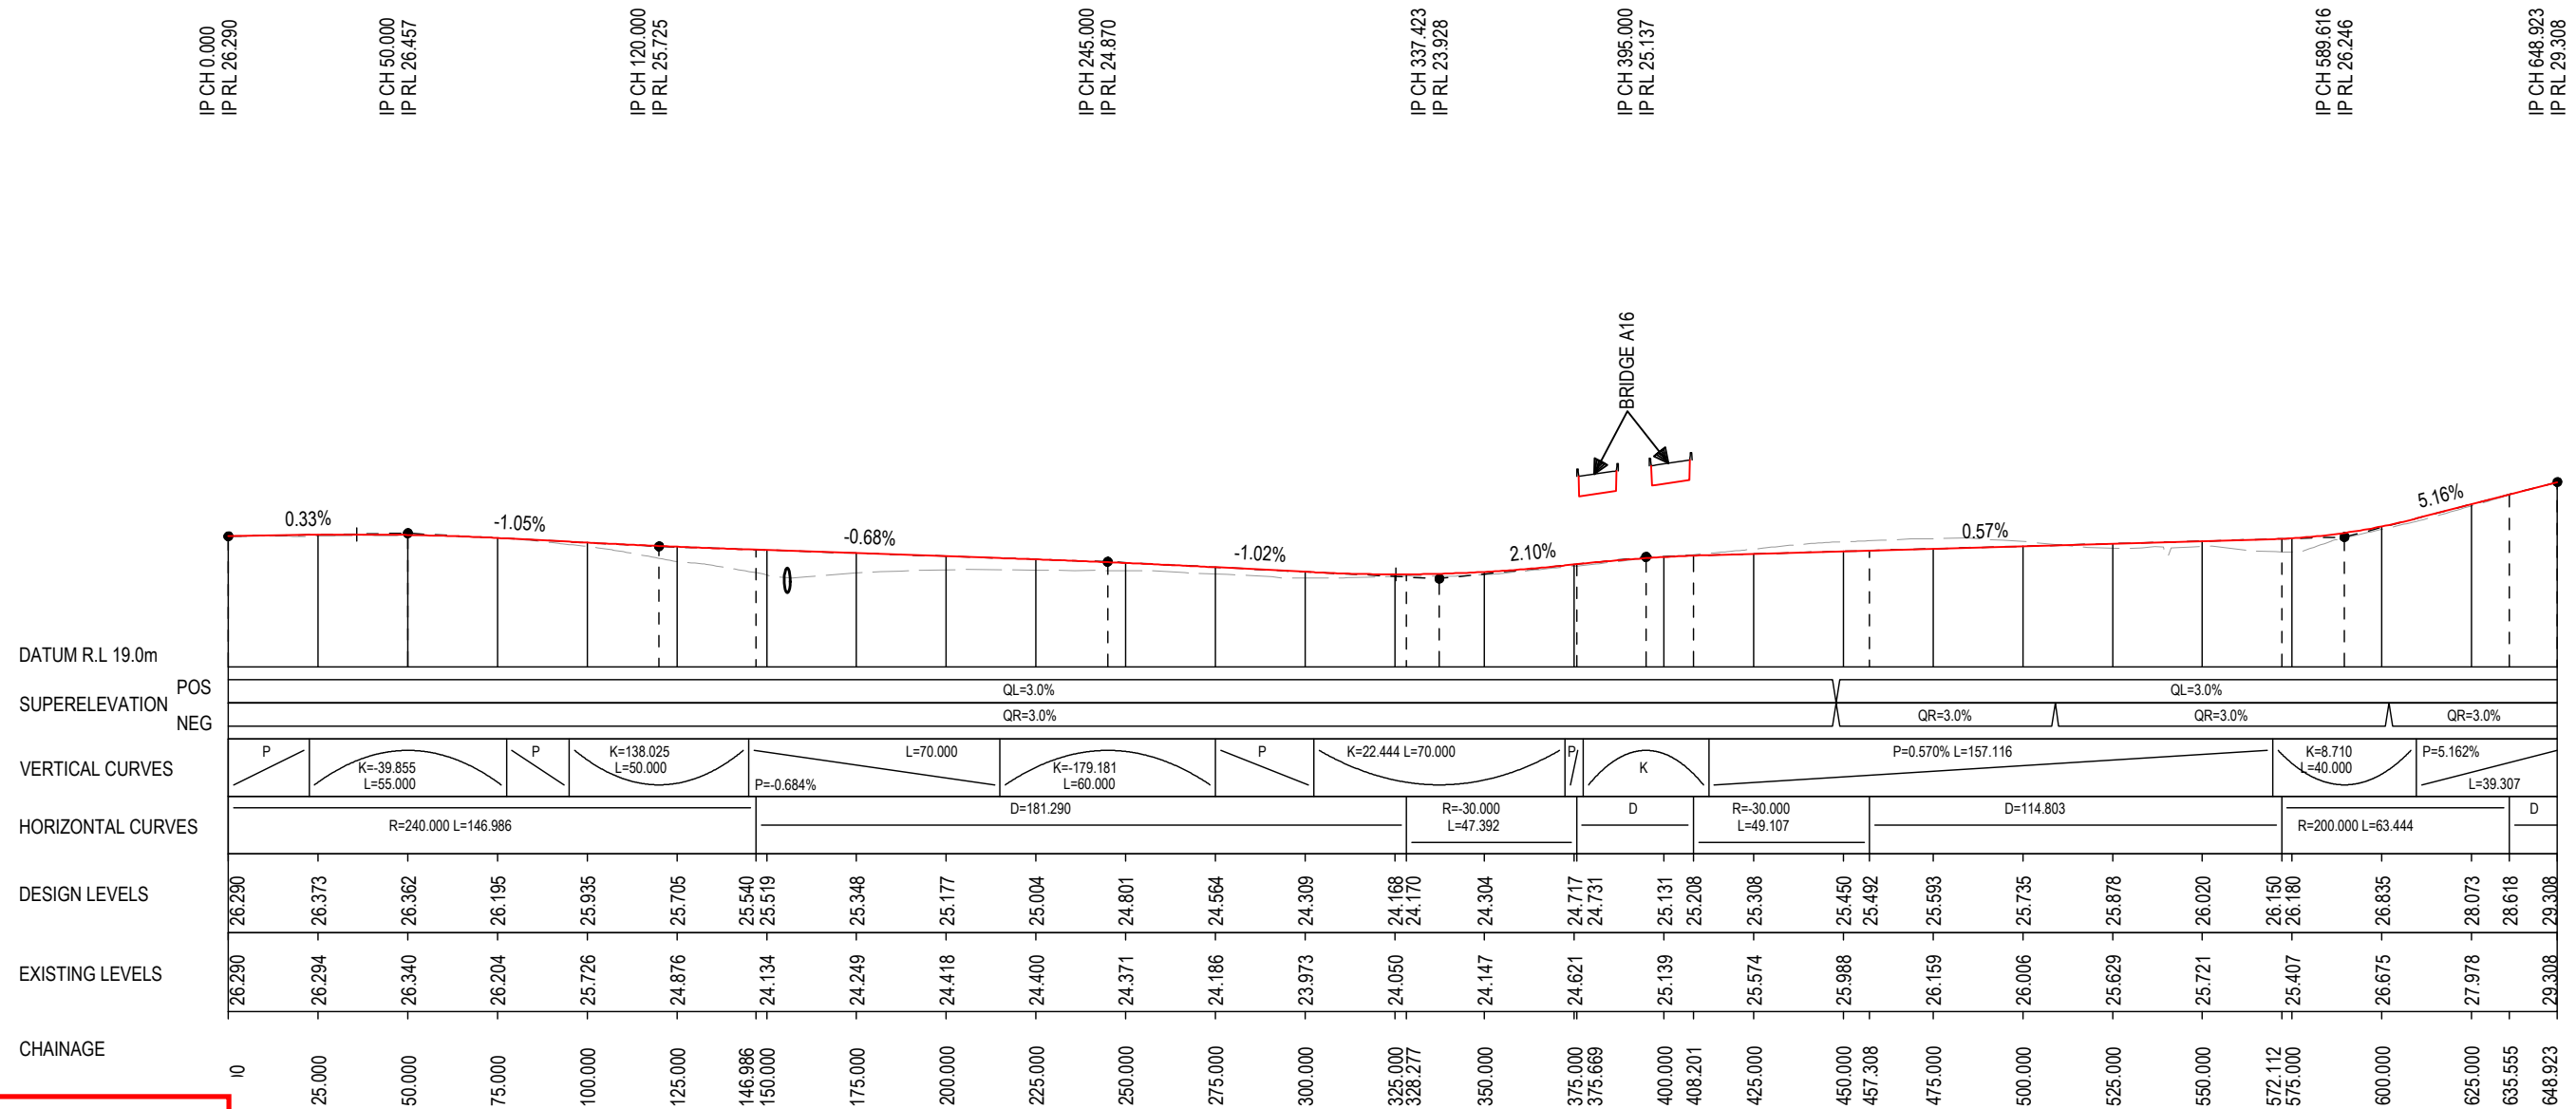 IP CH 0.000
IP RL 26.290
IP CH 50.000
IP RL 26.457
IP CH 120.000
IP RL 25.725
IP CH 245.000
IP RL 24.870
IP CH 337.423
IP RL 23.928
IP CH 395.000
IP RL 25.137
IP CH 589.616
IP RL 26.246
IP CH 648.923
IP RL 29.308
BRIDGE A16
0.33%
-1.05%
-0.68%
-1.02%
2.10%
0.57%
5.16%
DATUM R.L 19.0m
SUPERELEVATION
POS
QL=3.0%
QL=3.0%
NEG
QR=3.0%
QR=3.0%
QR=3.0%
QR=3.0%
VERTICAL CURVES
P
K=-39.855
L=55.000
P
K=138.025
L=50.000
P=-0.684%
L=70.000
K=-179.181
L=60.000
P
K=22.444 L=70.000
P
K
P=0.570% L=157.116
K=8.710
L=40.000
P=5.162%
L=39.307
HORIZONTAL CURVES
R=240.000 L=146.986
D=181.290
R=-30.000
L=47.392
D
R=-30.000
L=49.107
D=114.803
R=200.000 L=63.444
D
DESIGN LEVELS
26.290
26.373
26.362
26.195
25.935
25.705
25.540
25.519
25.348
25.177
25.004
24.801
24.564
24.309
24.168
24.170
24.304
24.717
24.731
25.131
25.208
25.308
25.450
25.492
25.593
25.735
25.878
26.020
26.150
26.180
26.835
28.073
28.618
29.308
EXISTING LEVELS
26.290
26.294
26.340
26.204
25.726
24.876
24.134
24.249
24.418
24.400
24.371
24.186
23.973
24.050
24.147
24.621
25.139
25.574
25.988
26.159
26.006
25.629
25.721
25.407
26.675
27.978
29.308
CHAINAGE
25.000
50.000
75.000
100.000
125.000
146.986
150.000
175.000
200.000
225.000
250.000
275.000
300.000
325.000
328.277
350.000
375.000
375.669
400.000
408.201
425.000
450.000
457.308
475.000
500.000
525.000
550.000
572.112
575.000
600.000
625.000
635.555
648.923